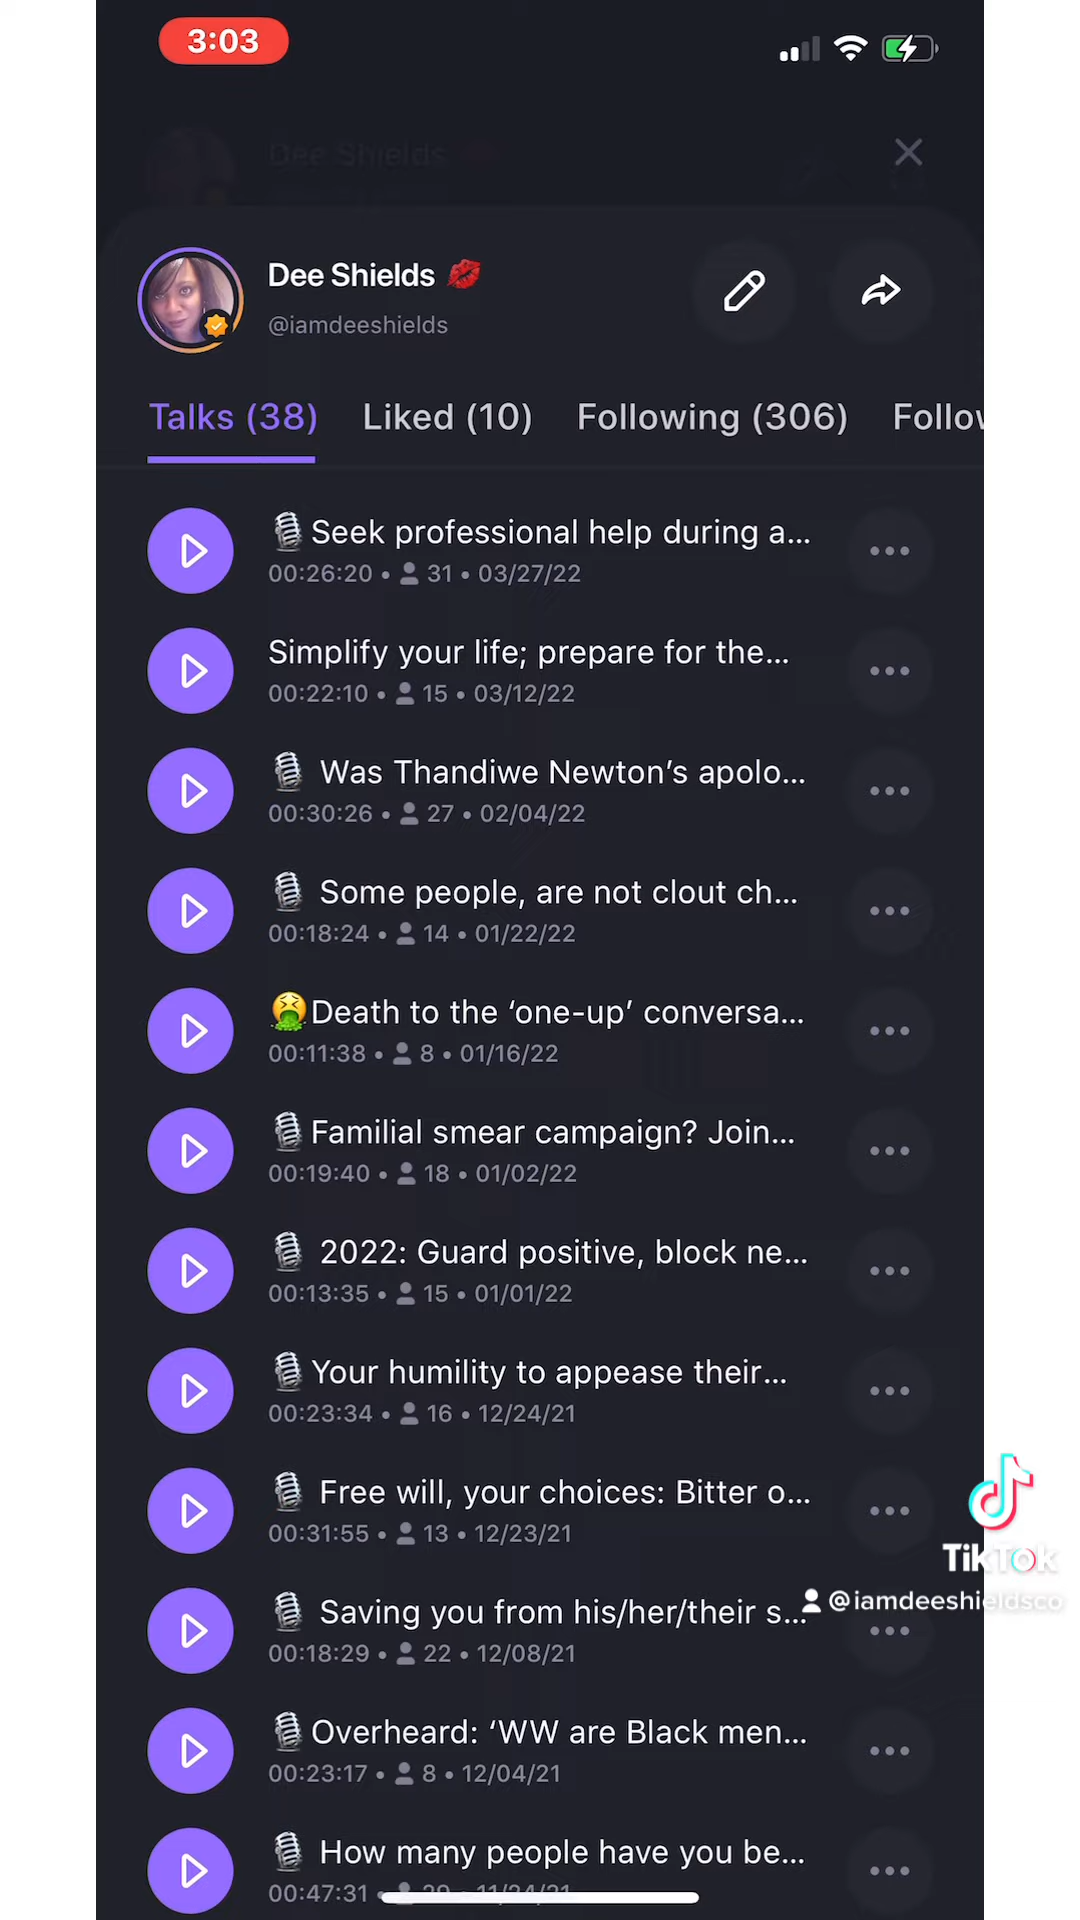 3:03
Dee Shields
Dee Shields 💋
@iamdeeshields
Talks (38) Liked (10) Following (306) Follow
🎙️Seek professional help during a...
00:26:20 • 31 • 03/27/22
Simplify your life; prepare for the...
00:22:10 • 15 • 03/12/22
🎙️ Was Thandiwe Newton’s apolo...
00:30:26 • 27 • 02/04/22
🎙️ Some people, are not clout ch...
00:18:24 • 14 • 01/22/22
🤮Death to the ‘one-up’ conversa...
00:11:38 • 8 • 01/16/22
🎙️Familial smear campaign? Join...
00:19:40 • 18 • 01/02/22
🎙️ 2022: Guard positive, block ne...
00:13:35 • 15 • 01/01/22
🎙️Your humility to appease their...
00:23:34 • 16 • 12/24/21
🎙️ Free will, your choices: Bitter o...
00:31:55 • 13 • 12/23/21
TikTok
@iamdeeshieldsco
🎙️ Saving you from his/her/their s...
00:18:29 • 22 • 12/08/21
🎙️Overheard: ‘WW are Black men...
00:23:17 • 8 • 12/04/21
🎙️ How many people have you be...
00:47:31 • 29 • 11/24/21